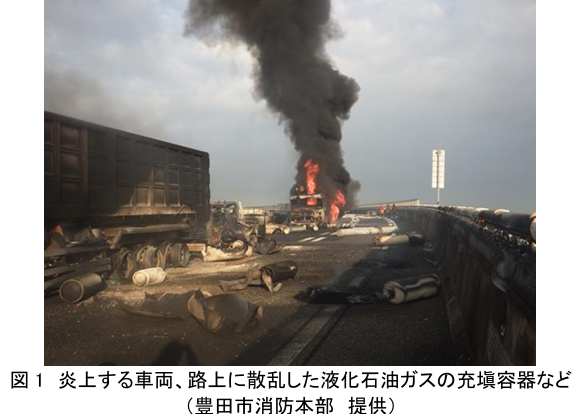 図1 炎上する車両、路上に散乱した液化石油ガスの充塡容器など
（豊田市消防本部 提供）